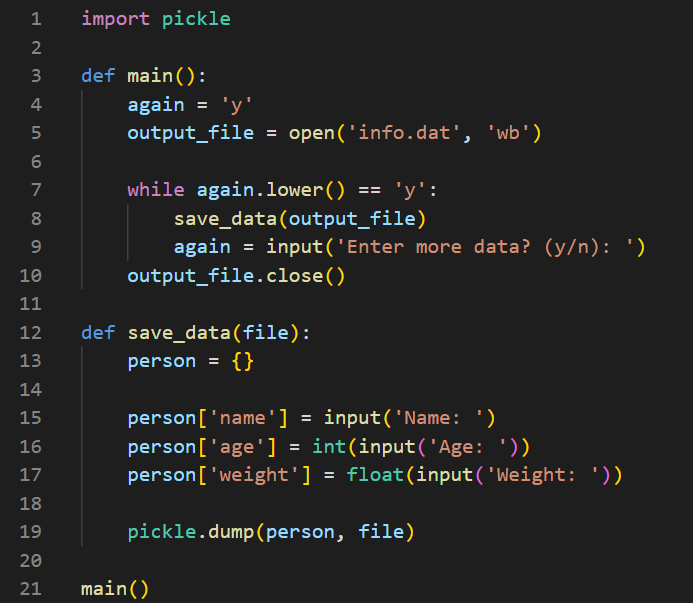 1 import pickle
2
3 def main():
4     again = 'y'
5     output_file = open('info.dat', 'wb')
6
7     while again.lower() == 'y':
8         save_data(output_file)
9         again = input('Enter more data? (y/n): ')
10     output_file.close()
11
12 def save_data(file):
13     person = {}
14
15     person['name'] = input('Name: ')
16     person['age'] = int(input('Age: '))
17     person['weight'] = float(input('Weight: '))
18
19     pickle.dump(person, file)
20
21 main()